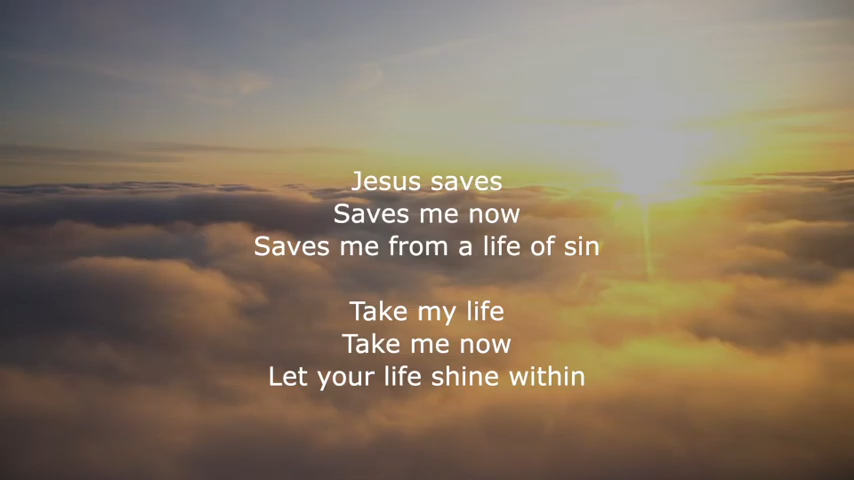 Jesus saves
Saves me now
Saves me from a life of sin
Take my life
Take me now
Let your life shine within